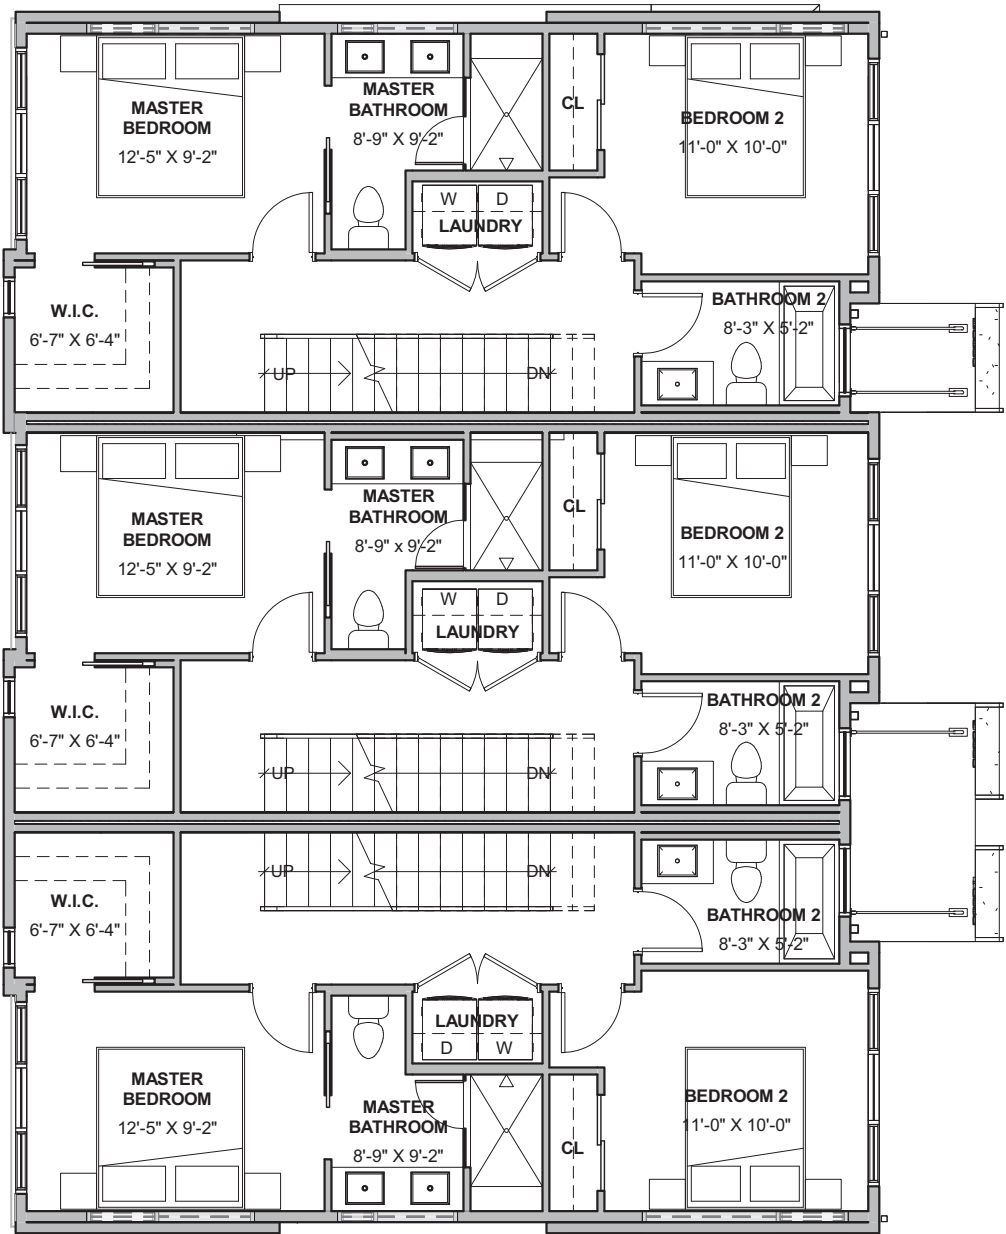 MASTER
BEDROOM
12'-5" X 9'-2"
MASTER
BATHROOM
8'-9" X 9'-2"
CL
BEDROOM 2
11'-0" X 10'-0"
W
D
LAUNDRY
W.I.C.
6'-7" X 6'-4"
BATHROOM 2
8'-3" X 5'-2"
UP
DN
MASTER
BEDROOM
12'-5" X 9'-2"
MASTER
BATHROOM
8'-9" x 9'-2"
CL
BEDROOM 2
11'-0" X 10'-0"
W
D
LAUNDRY
W.I.C.
6'-7" X 6'-4"
BATHROOM 2
8'-3" X 5'-2"
UP
DN
UP
DN
W.I.C.
6'-7" X 6'-4"
BATHROOM 2
8'-3" X 5'-2"
LAUNDRY
D
W
MASTER
BEDROOM
12'-5" X 9'-2"
MASTER
BATHROOM
8'-9" X 9'-2"
CL
BEDROOM 2
11'-0" X 10'-0"